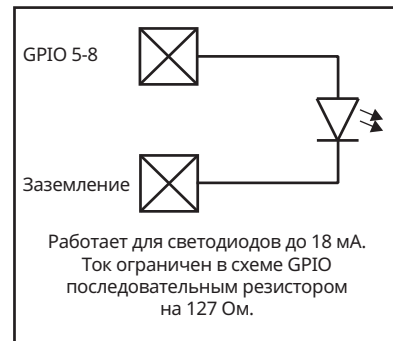 GPIO 5-8
Заземление
Работает для светодиодов до 18 мА.
Ток ограничен в схеме GPIO
последовательным резистором
на 127 Ом.